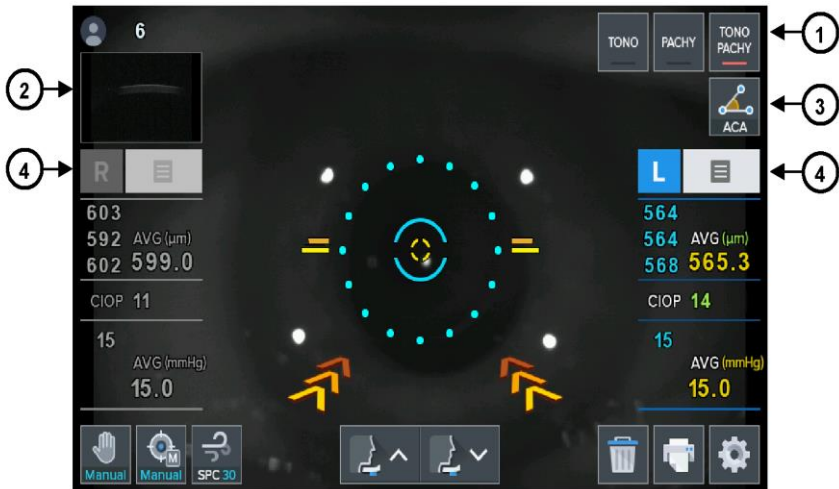 6
TONO
PACHY
TONO
PACHY
1
2
3
ACA
4
R
L
4
603
592 AVG (µm)
602 599.0
564
564 AVG (µm)
568 565.3
CIOP 11
CIOP 14
15
AVG (mmHg)
15.0
15
AVG (mmHg)
15.0
Manual
M
Manual
SPC 30